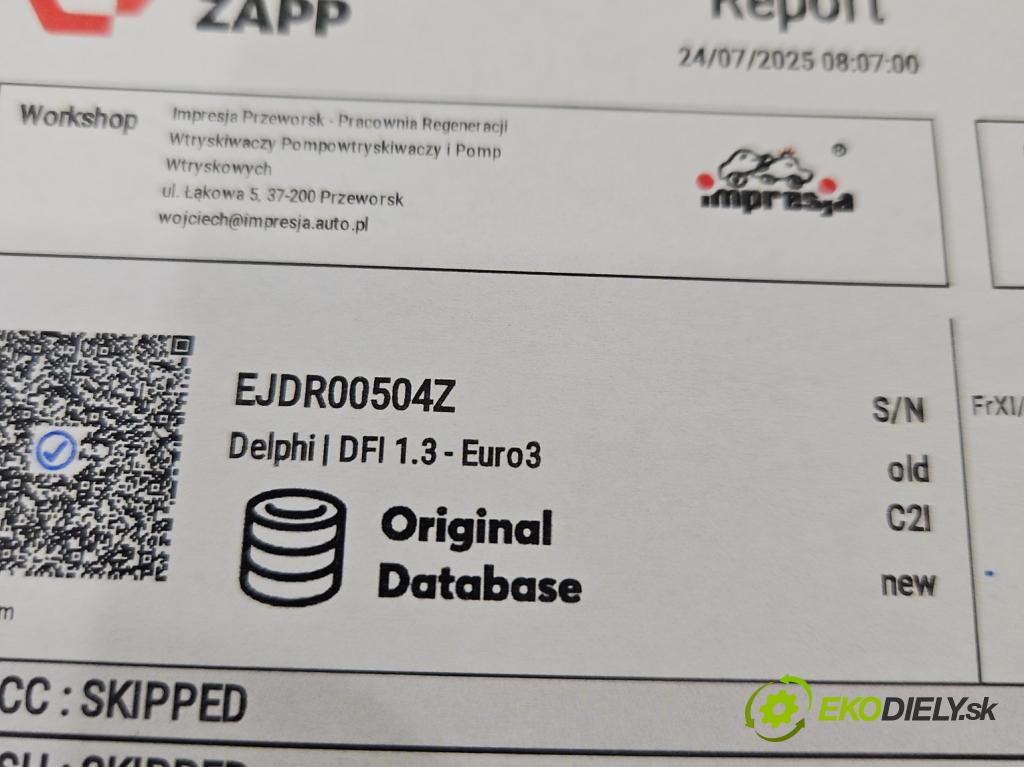 ZAPP
Report
24/07/2025 08:07:00
Workshop
Impresja Przeworsk - Pracownia Regeneracji
Wtryskiwaczy Pompowtryskiwaczy i Pomp
Wtryskowych
ul. Łąkowa 5, 37-200 Przeworsk
wojciech@impresja.auto.pl
impresja
®
EJDR00504Z
Delphi | DFI 1.3 - Euro3
Original
Database
S/N
FrXl/
old
C2I
new
m
CC : SKIPPED
SKIPPED
EKODIELY.sk